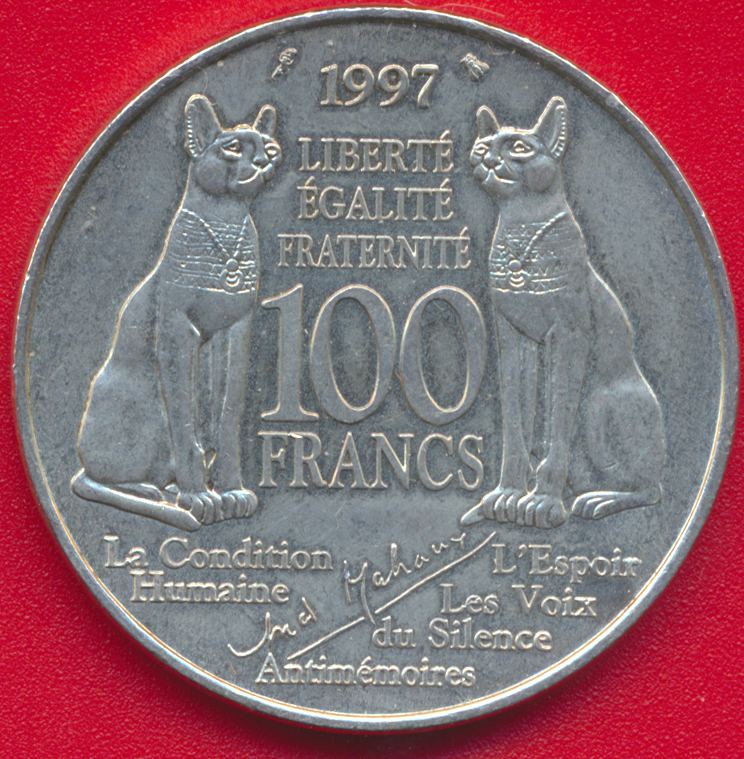 1997
LIBERTÉ
ÉGALITÉ
FRATERNITÉ
100
FRANCS
La Condition
Humaine
L'Espoir
Les Voix
du Silence
Antimémoires